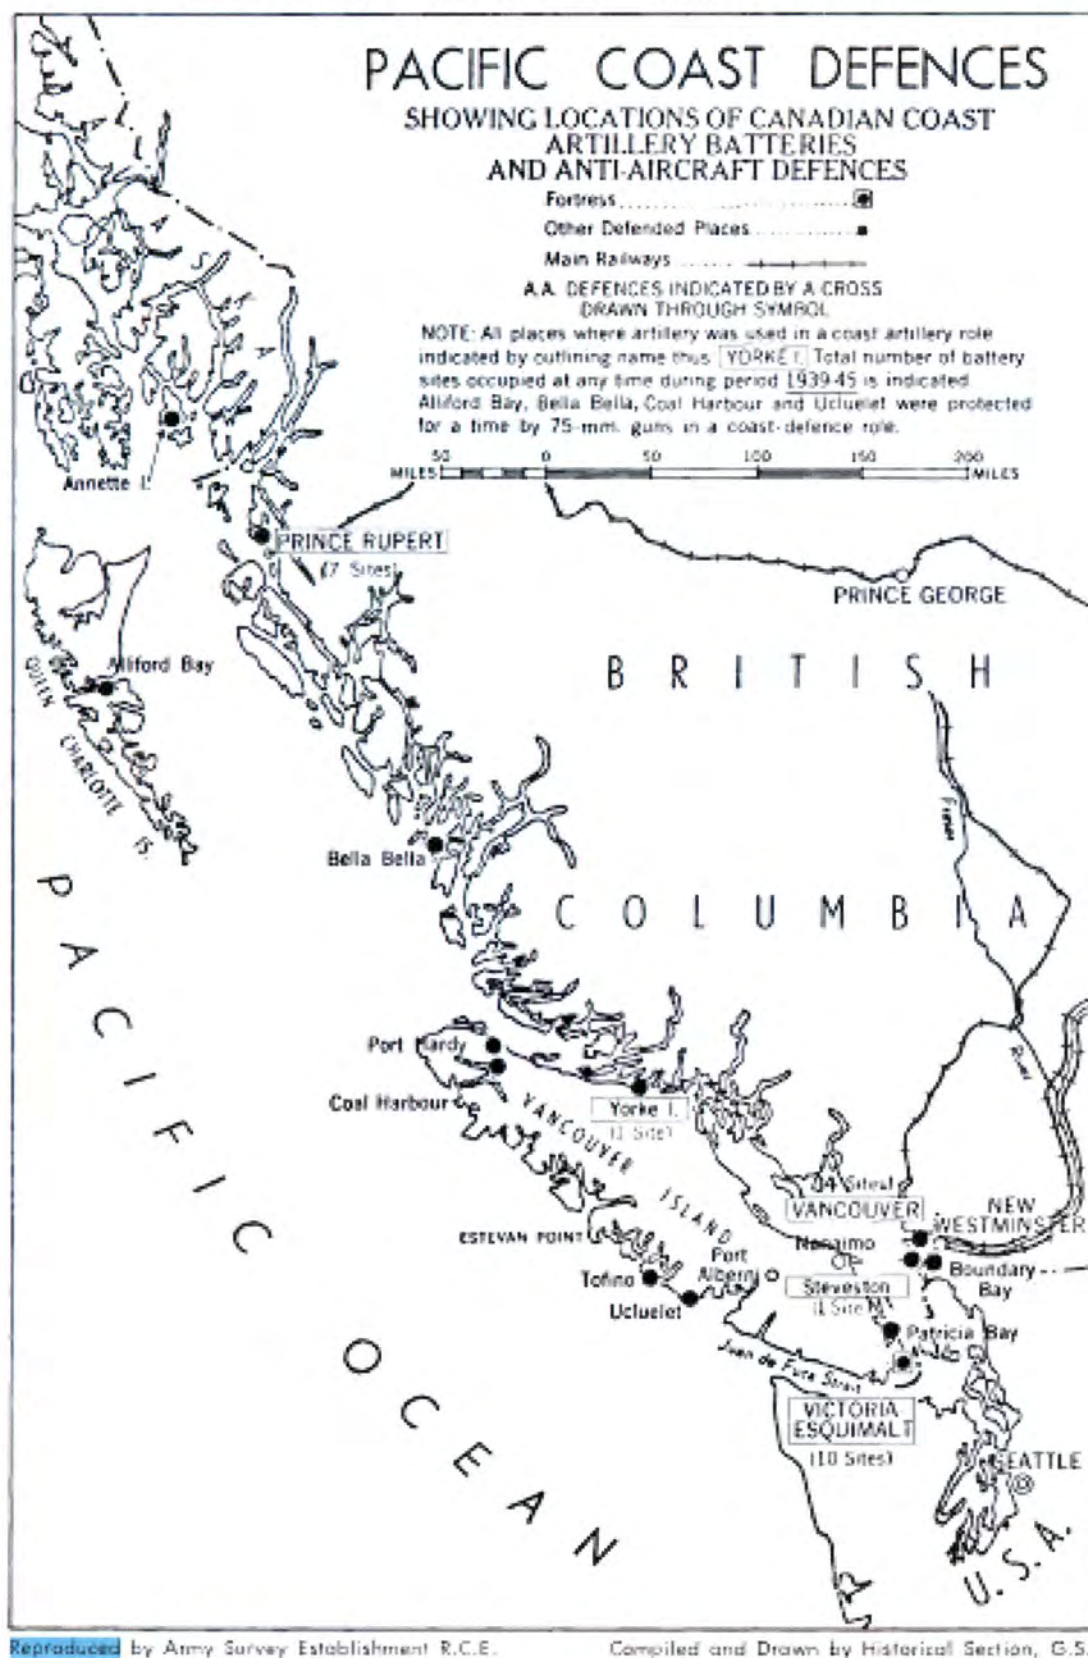 PACIFIC COAST DEFENCES
SHOWING LOCATIONS OF CANADIAN COAST
ARTILLERY BATTERIES
AND ANTI-AIRCRAFT DEFENCES
Fortress
Other Defended Places
Main Railways
A.A. DEFENCES INDICATED BY A CROSS
DRAWN THROUGH SYMBOL
NOTE: All places where artillery was used in a coast artillery role
indicated by outlining name thus YORKE I. Total number of battery
sites occupied at any time during period 1939-45 is indicated
Alliford Bay, Bella Bella, Coal Harbour and Ucluelet were protected
for a time by 75-mm. guns in a coast-defence role.
50 0 50 100 150 200
MILES MILES
ALASKA
Annette I.
PRINCE RUPERT
(7 Sites)
PRINCE GEORGE
Alliford Bay
QUEEN CHARLOTTE IS.
BRITISH
COLUMBIA
Fraser
River
Bella Bella
PACIFIC OCEAN
Port Hardy
Coal Harbour
Yorke I.
(1 Site)
VANCOUVER ISLAND
(4 Sites)
VANCOUVER
NEW
WESTMINSTER
ESTEVAN POINT
Nanaimo
Port
Alberni
Tofino
Ucluelet
Steveston
(1 Site)
Boundary
Bay
Patricia Bay
Juan de Fuca Strait
VICTORIA
ESQUIMALT
(10 Sites)
SEATTLE
U.S.A.
Reproduced by Army Survey Establishment R.C.E.
Compiled and Drawn by Historical Section, G.S.